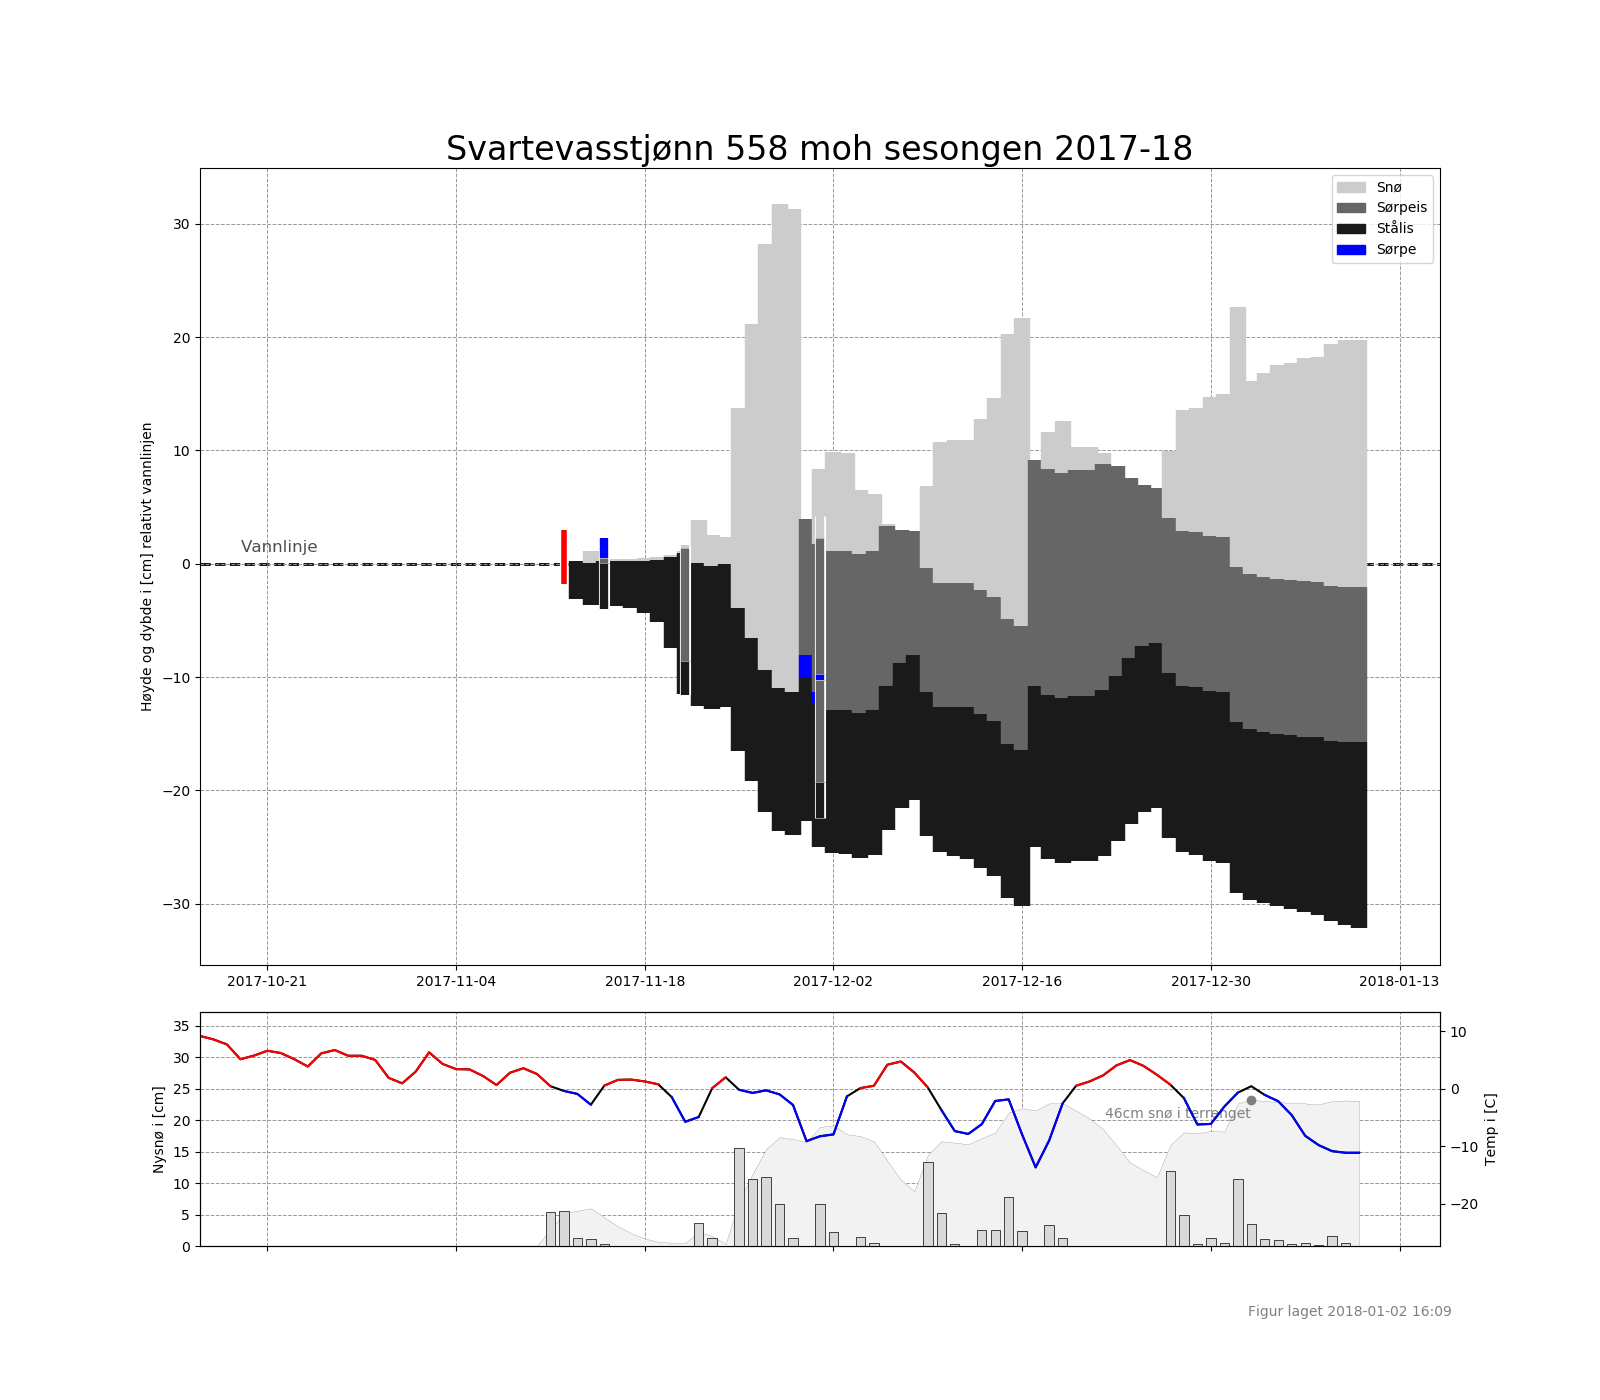 Svartevasstjønn 558 moh sesongen 2017-18
Snø
Sørpeis
Stålis
Sørpe
Høyde og dybde i [cm] relativt vannlinjen
30
20
10
0
−10
−20
−30
Vannlinje
2017-10-21 2017-11-04 2017-11-18 2017-12-02 2017-12-16 2017-12-30 2018-01-13
Nysnø i [cm]
35
30
25
20
15
10
5
0
46cm snø i terrenget
10
0
−10
−20
Temp i [C]
Figur laget 2018-01-02 16:09